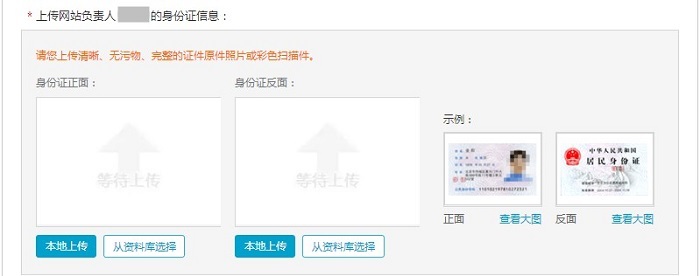 * 上传网站负责人 的身份证信息：
请您上传清晰、无污物、完整的证件原件照片或彩色扫描件。
身份证正面：
身份证反面：
等待上传
等待上传
示例：
中华人民共和国
居民身份证
正面
查看大图
反面
查看大图
本地上传
从资料库选择
本地上传
从资料库选择